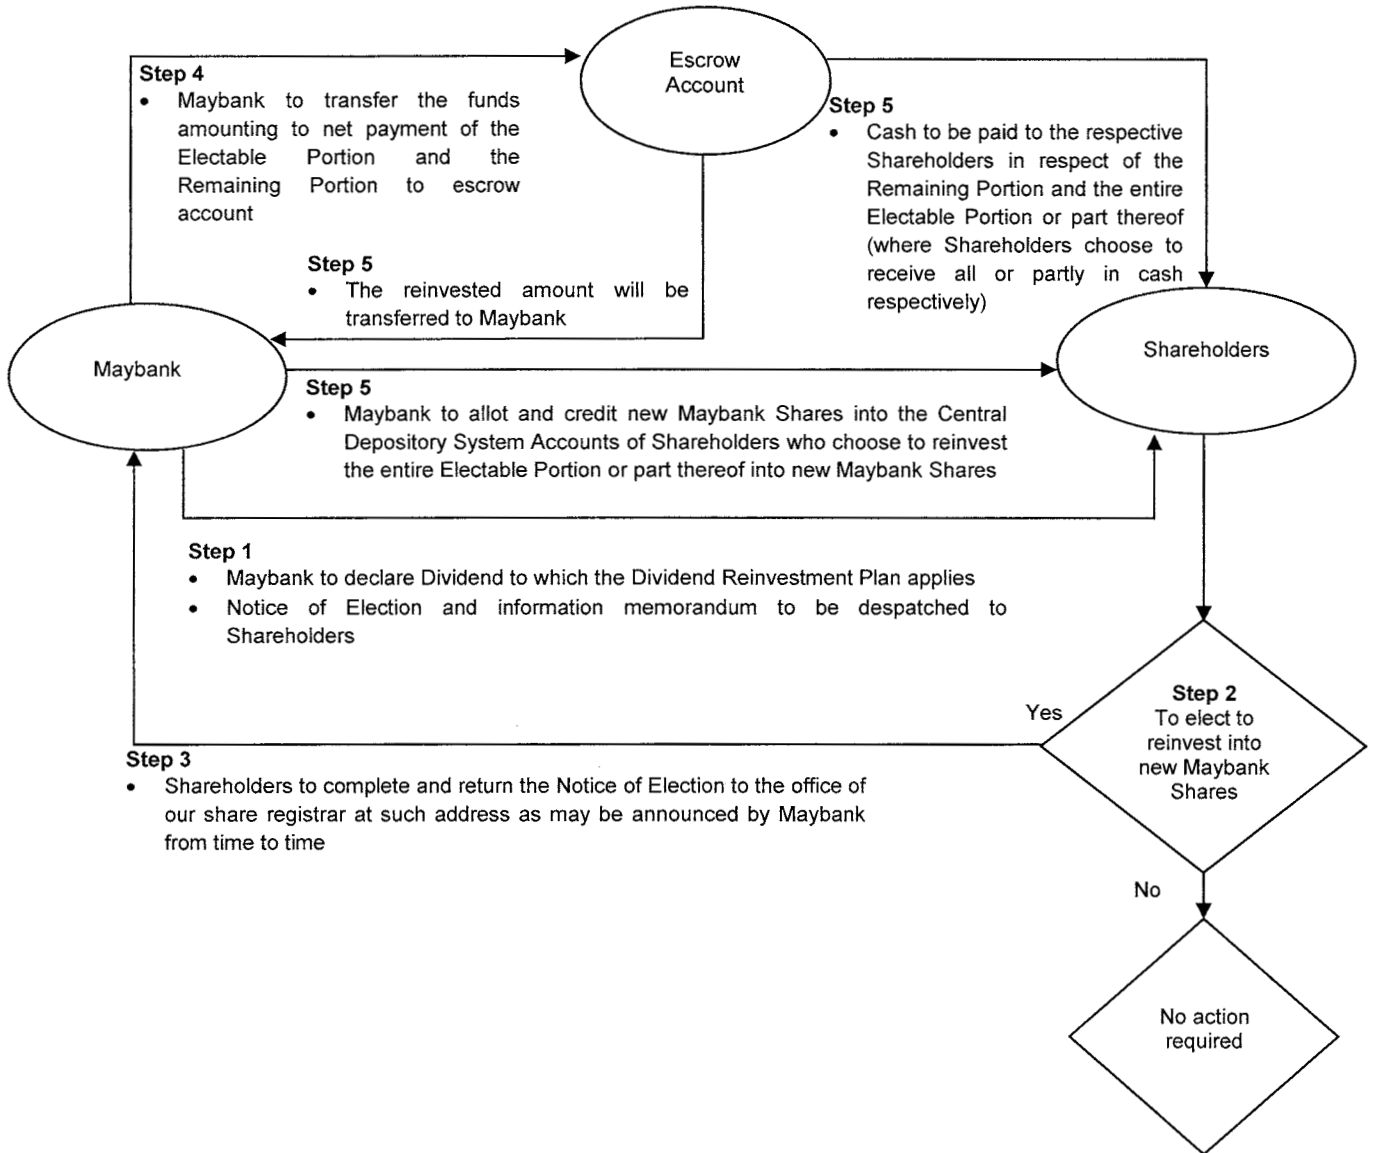 Escrow
Account
Step 4
• Maybank to transfer the funds
amounting to net payment of the
Electable Portion and the
Remaining Portion to escrow
account
Step 5
• Cash to be paid to the respective
Shareholders in respect of the
Remaining Portion and the entire
Electable Portion or part thereof
(where Shareholders choose to
receive all or partly in cash
respectively)
Step 5
• The reinvested amount will be
transferred to Maybank
Maybank
Shareholders
Step 5
• Maybank to allot and credit new Maybank Shares into the Central
Depository System Accounts of Shareholders who choose to reinvest
the entire Electable Portion or part thereof into new Maybank Shares
Step 1
• Maybank to declare Dividend to which the Dividend Reinvestment Plan applies
• Notice of Election and information memorandum to be despatched to
Shareholders
Yes
Step 2
To elect to
reinvest into
new Maybank
Shares
Step 3
• Shareholders to complete and return the Notice of Election to the office of
our share registrar at such address as may be announced by Maybank
from time to time
No
No action
required